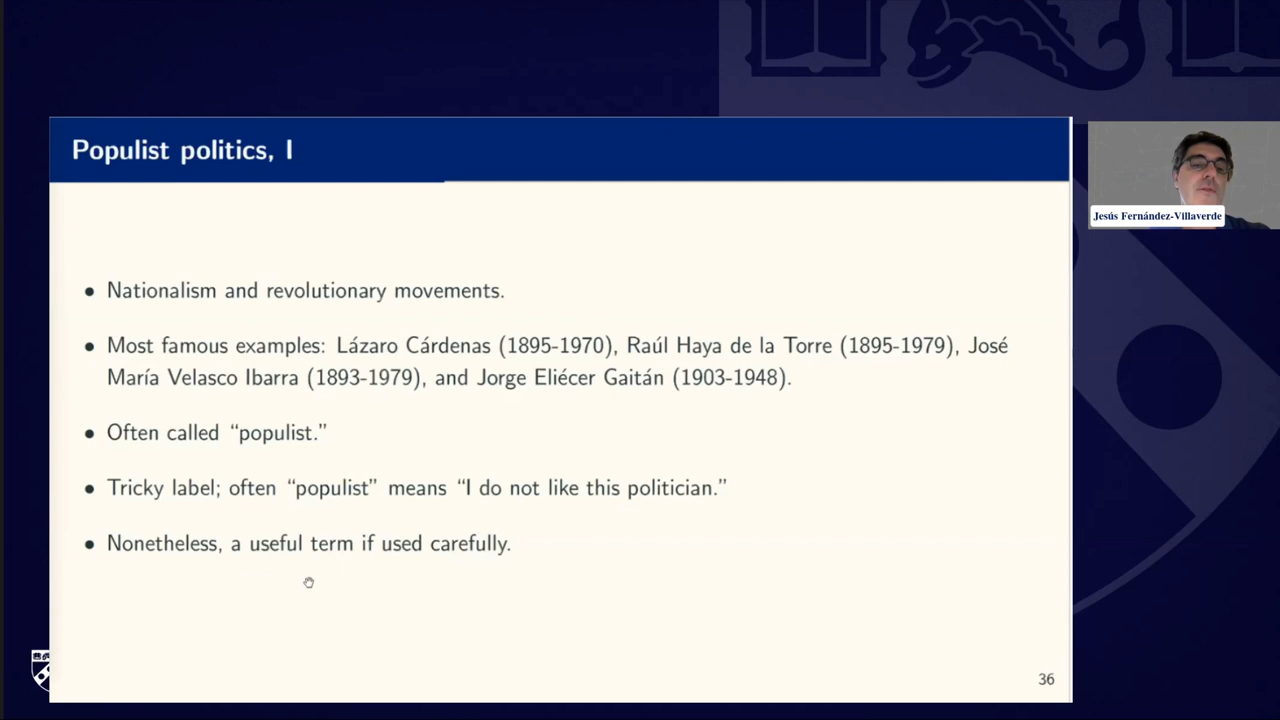 Populist politics, I
Jesús Fernández-Villaverde
• Nationalism and revolutionary movements.
• Most famous examples: Lázaro Cárdenas (1895-1970), Raúl Haya de la Torre (1895-1979), José
María Velasco Ibarra (1893-1979), and Jorge Eliécer Gaitán (1903-1948).
• Often called “populist.”
• Tricky label; often “populist” means “I do not like this politician.”
• Nonetheless, a useful term if used carefully.
36